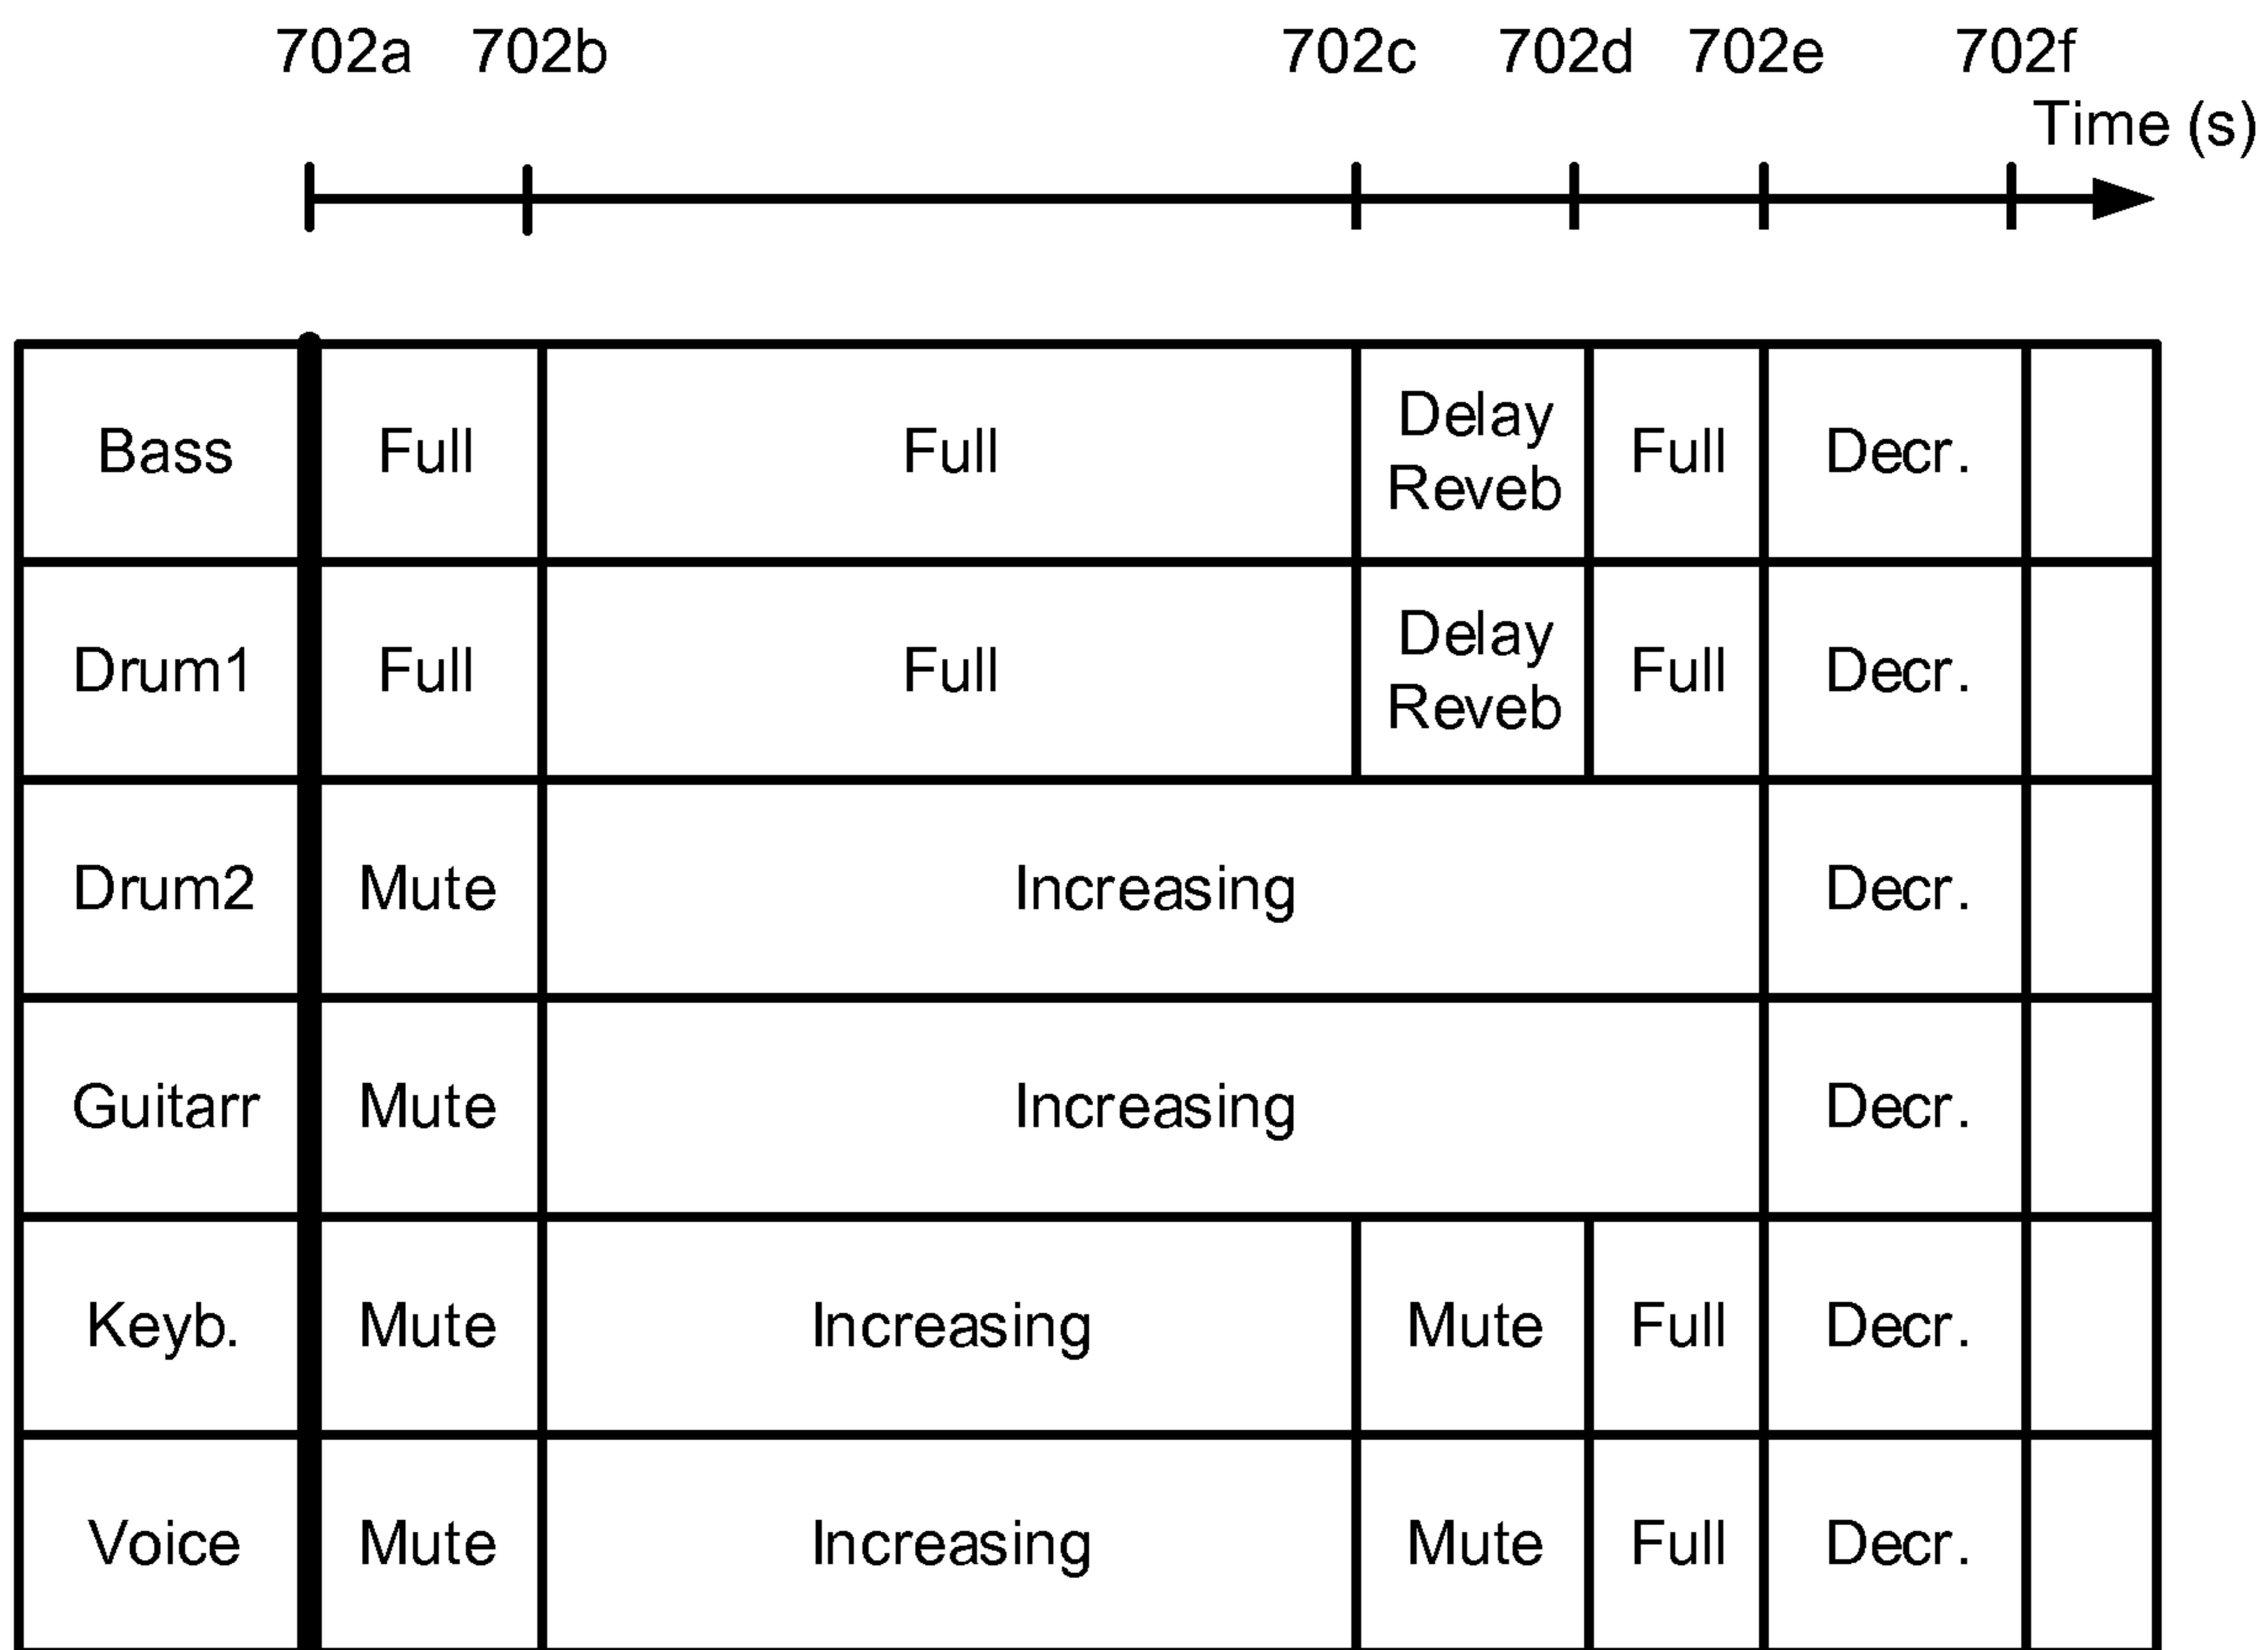 702a 702b 702c 702d 702e 702f
Time (s)
Bass Full Full Delay Reveb Full Decr.
Drum1 Full Full Delay Reveb Full Decr.
Drum2 Mute Increasing Decr.
Guitarr Mute Increasing Decr.
Keyb. Mute Increasing Mute Full Decr.
Voice Mute Increasing Mute Full Decr.